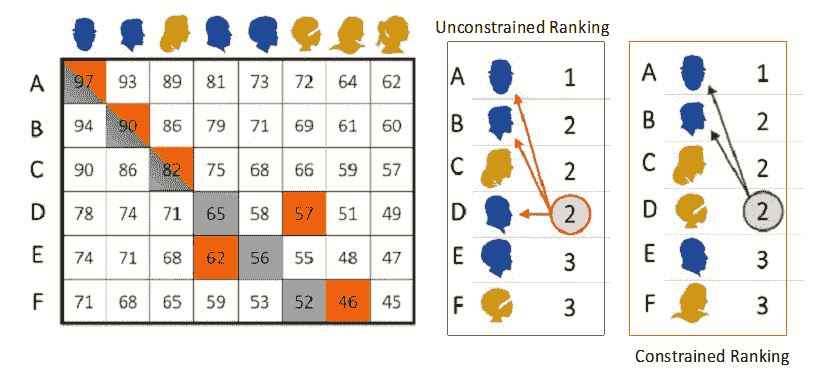 Unconstrained Ranking
A 97 93 89 81 73 72 64 62
B 94 90 86 79 71 69 61 60
C 90 86 82 75 68 66 59 57
D 78 74 71 65 58 57 51 49
E 74 71 68 62 56 55 48 47
F 71 68 65 59 53 52 46 45
A 1
B 2
C 2
D 2
E 3
F 3
A 1
B 2
C 2
D 2
E 3
F 3
Constrained Ranking